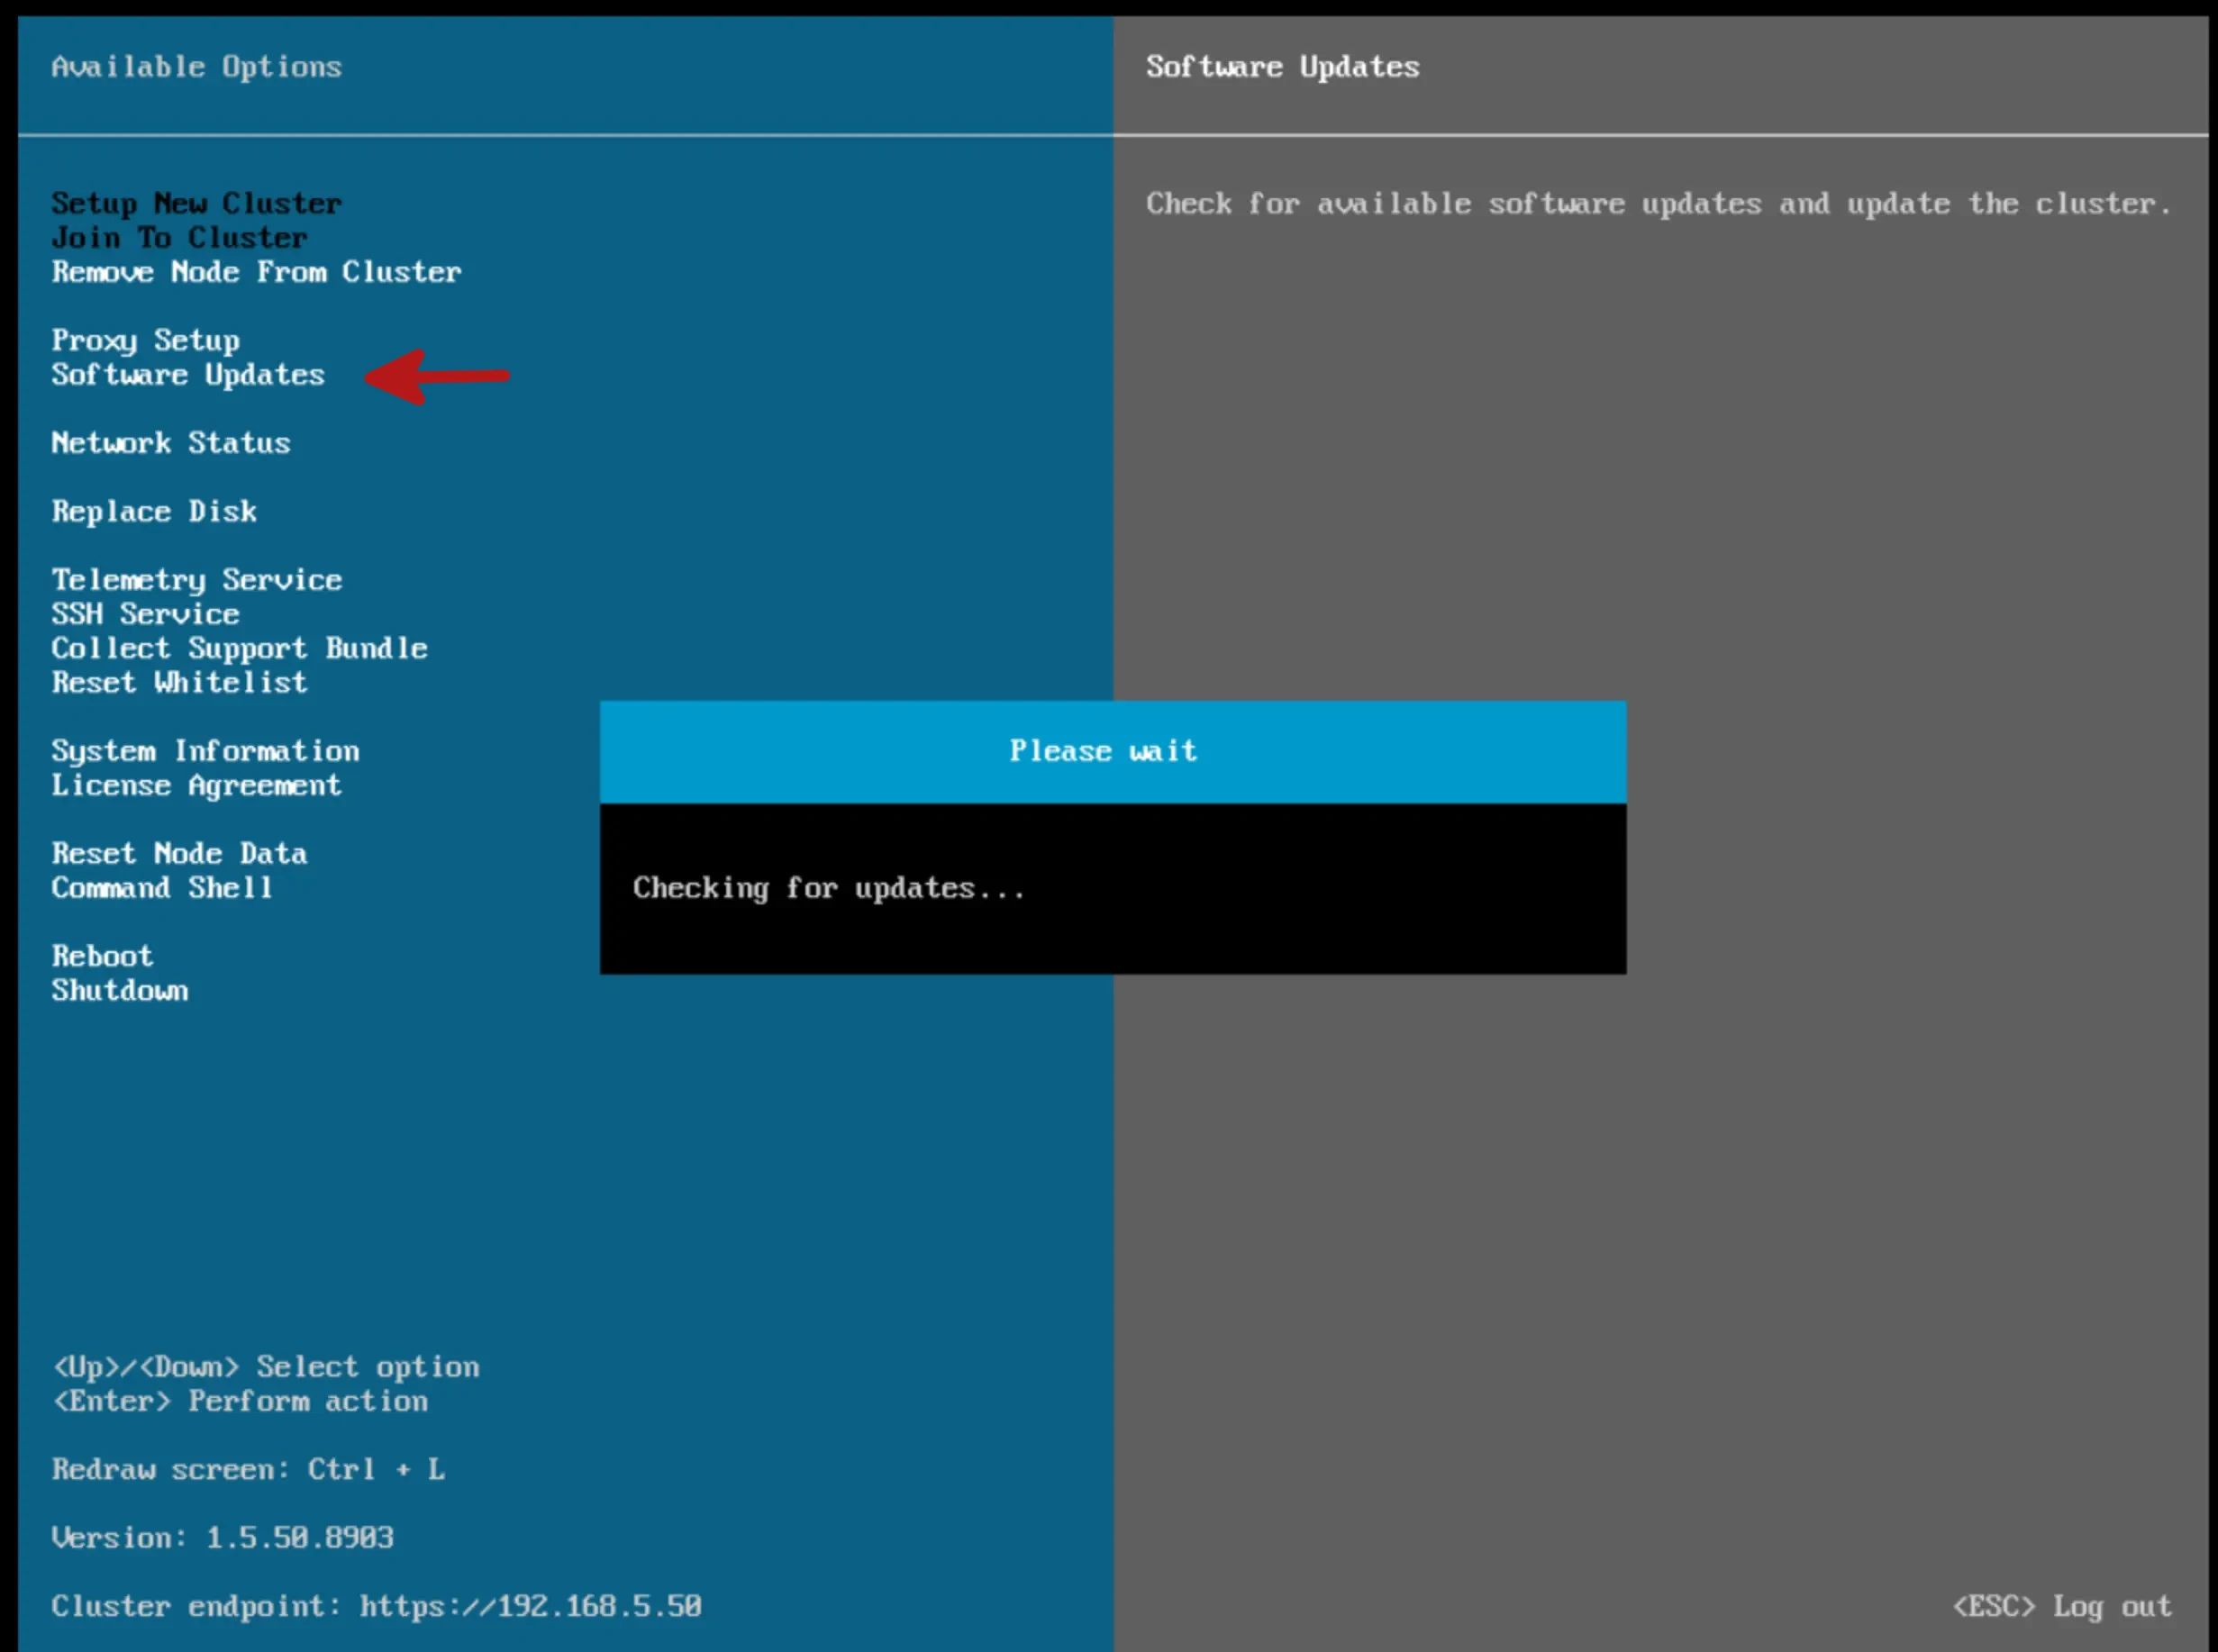 Available Options
Software Updates
Setup New Cluster
Join To Cluster
Remove Node From Cluster
Proxy Setup
Software Updates
Network Status
Replace Disk
Telemetry Service
SSH Service
Collect Support Bundle
Reset Whitelist
System Information
License Agreement
Reset Node Data
Command Shell
Reboot
Shutdown
Check for available software updates and update the cluster.
Please wait
Checking for updates...
<Up>/<Down> Select option
<Enter> Perform action
Redraw screen: Ctrl + L
Version: 1.5.50.8903
Cluster endpoint: https://192.168.5.50
<ESC> Log out